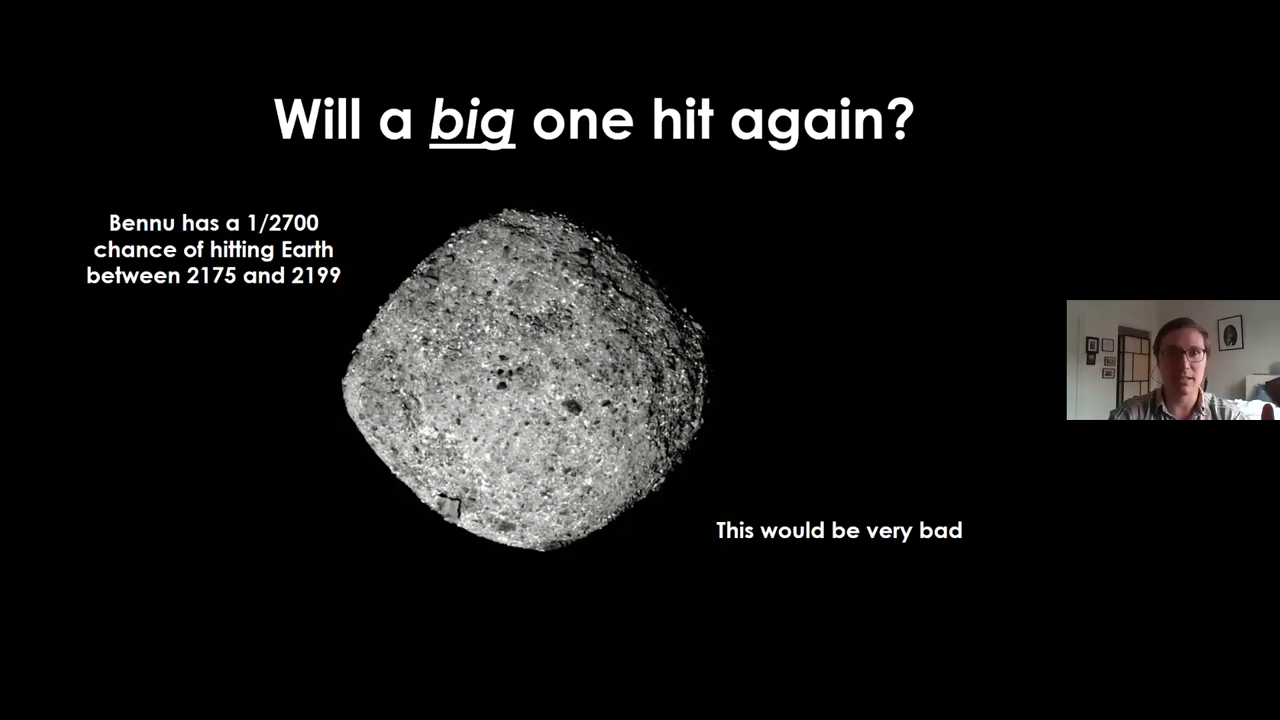 Will a big one hit again?
Bennu has a 1/2700
chance of hitting Earth
between 2175 and 2199
This would be very bad